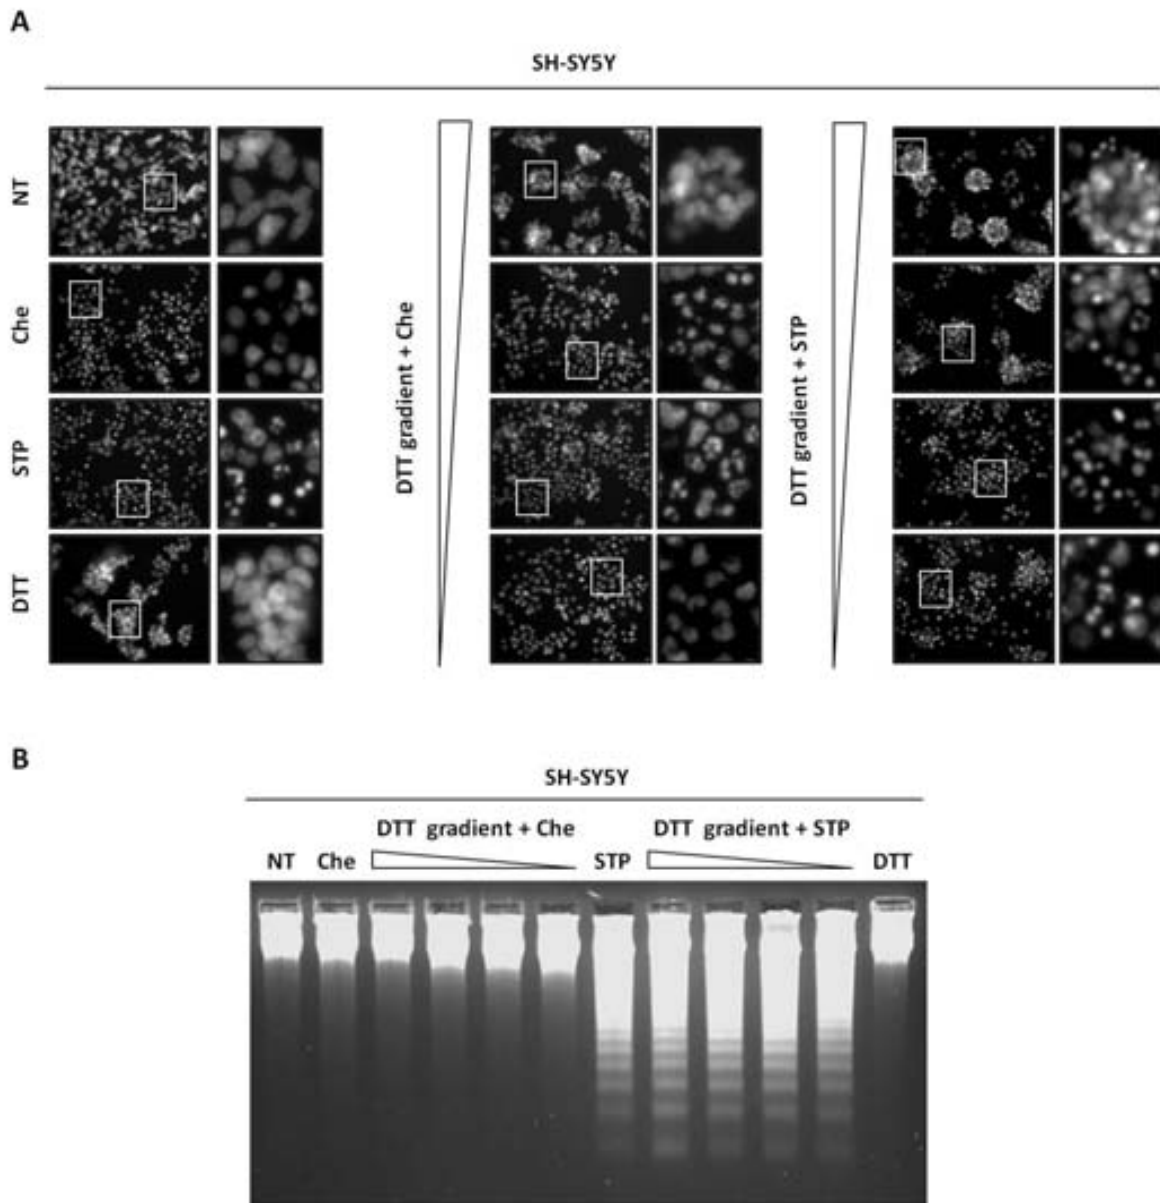 A
SH-SY5Y
NT
Che
STP
DTT
DTT gradient + Che
DTT gradient + STP
B
SH-SY5Y
DTT gradient + Che
DTT gradient + STP
NT
Che
STP
DTT